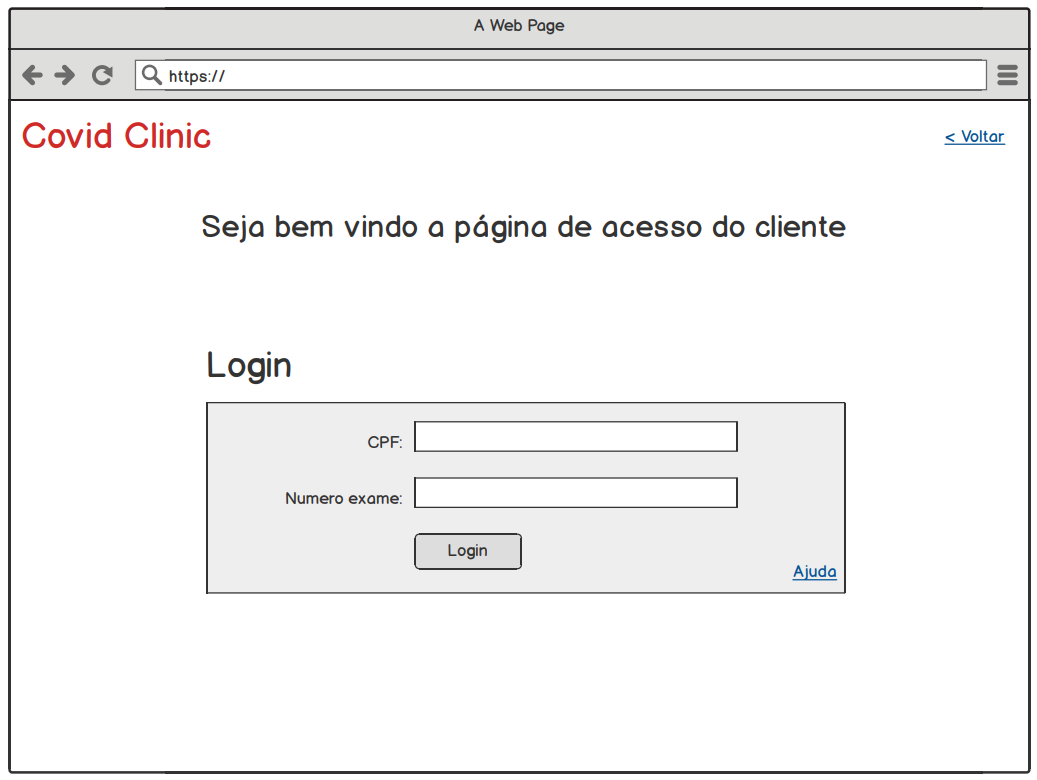 A Web Page
https://
Covid Clinic
< Voltar
Seja bem vindo a página de acesso do cliente
Login
CPF:
Numero exame:
Login
Ajuda